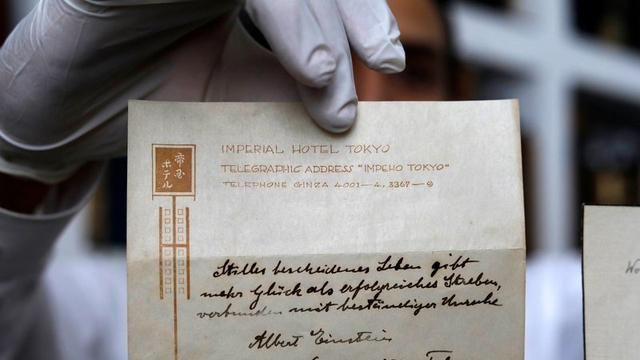 帝国
ホテル
IMPERIAL HOTEL TOKYO
TELEGRAPHIC ADDRESS "IMPEHO TOKYO"
TELEPHONE GINZA 4001—4, 3367—9
Stilles bescheidenes Leben gibt
mehr Glück als erfolgreiches Streben,
verbunden mit beständiger Unruhe
Albert Einstein